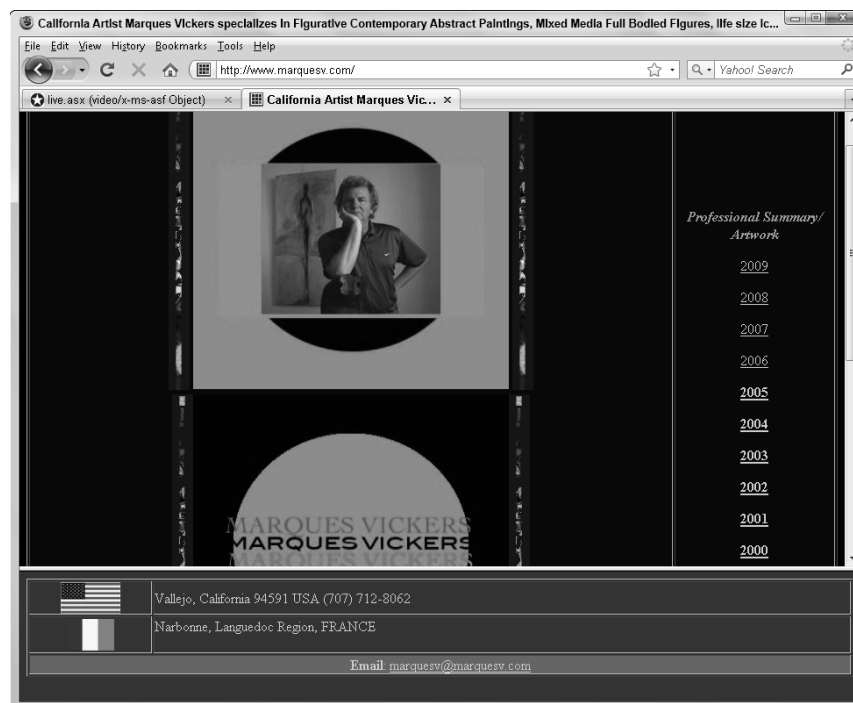 California Artist Marques Vickers specializes in Figurative Contemporary Abstract Paintings, Mixed Media Full Bodied Figures, life size ic...
File Edit View History Bookmarks Tools Help
http://www.marquesv.com/
Yahoo! Search
live.asx (video/x-ms-asf Object)
California Artist Marques Vic...
Professional Summary/
Artwork
2009
2008
2007
2006
2005
2004
2003
2002
2001
2000
MARQUES VICKERS
MARQUES VICKERS
MARQUES VICKERS
Vallejo, California 94591 USA (707) 712-8062
Narbonne, Languedoc Region, FRANCE
Email: marquesv@marquesv.com